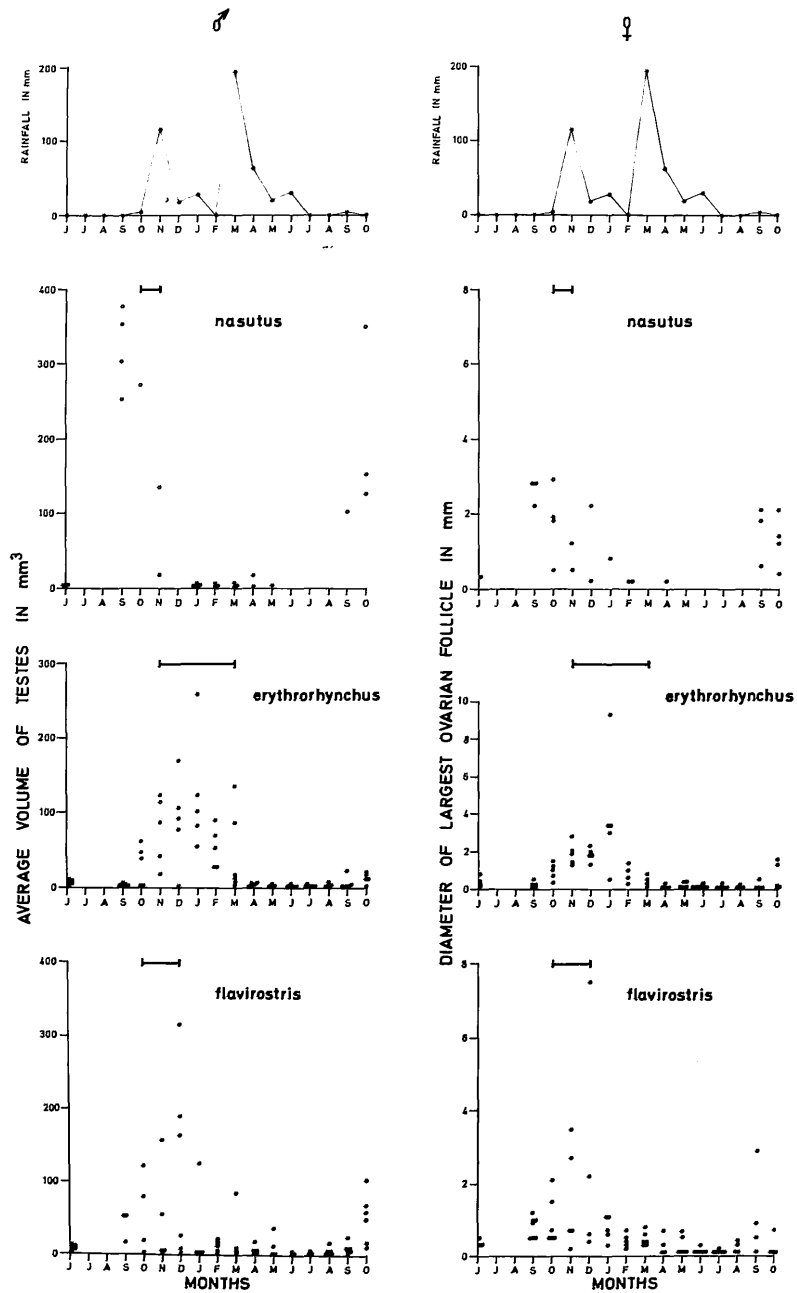 ♂ ♀
RAINFALL IN mm
200
100
0
J J A S O N D J F M A M J J A S O
RAINFALL IN mm
200
100
0
J J A S O N D J F M A M J J A S O
AVERAGE VOLUME OF TESTES IN mm³
nasutus
400
300
200
100
0
J J A S O N D J F M A M J J A S O
erythrorhynchus
300
200
100
0
J J A S O N D J F M A M J J A S O
flavirostris
400
300
200
100
0
J J A S O N D J F M A M J J A S O
MONTHS
DIAMETER OF LARGEST OVARIAN FOLLICLE IN mm
nasutus
8
6
4
2
0
J J A S O N D J F M A M J J A S O
erythrorhynchus
10
8
6
4
2
0
J J A S O N D J F M A M J J A S O
flavirostris
8
6
4
2
0
J J A S O N D J F M A M J J A S O
MONTHS